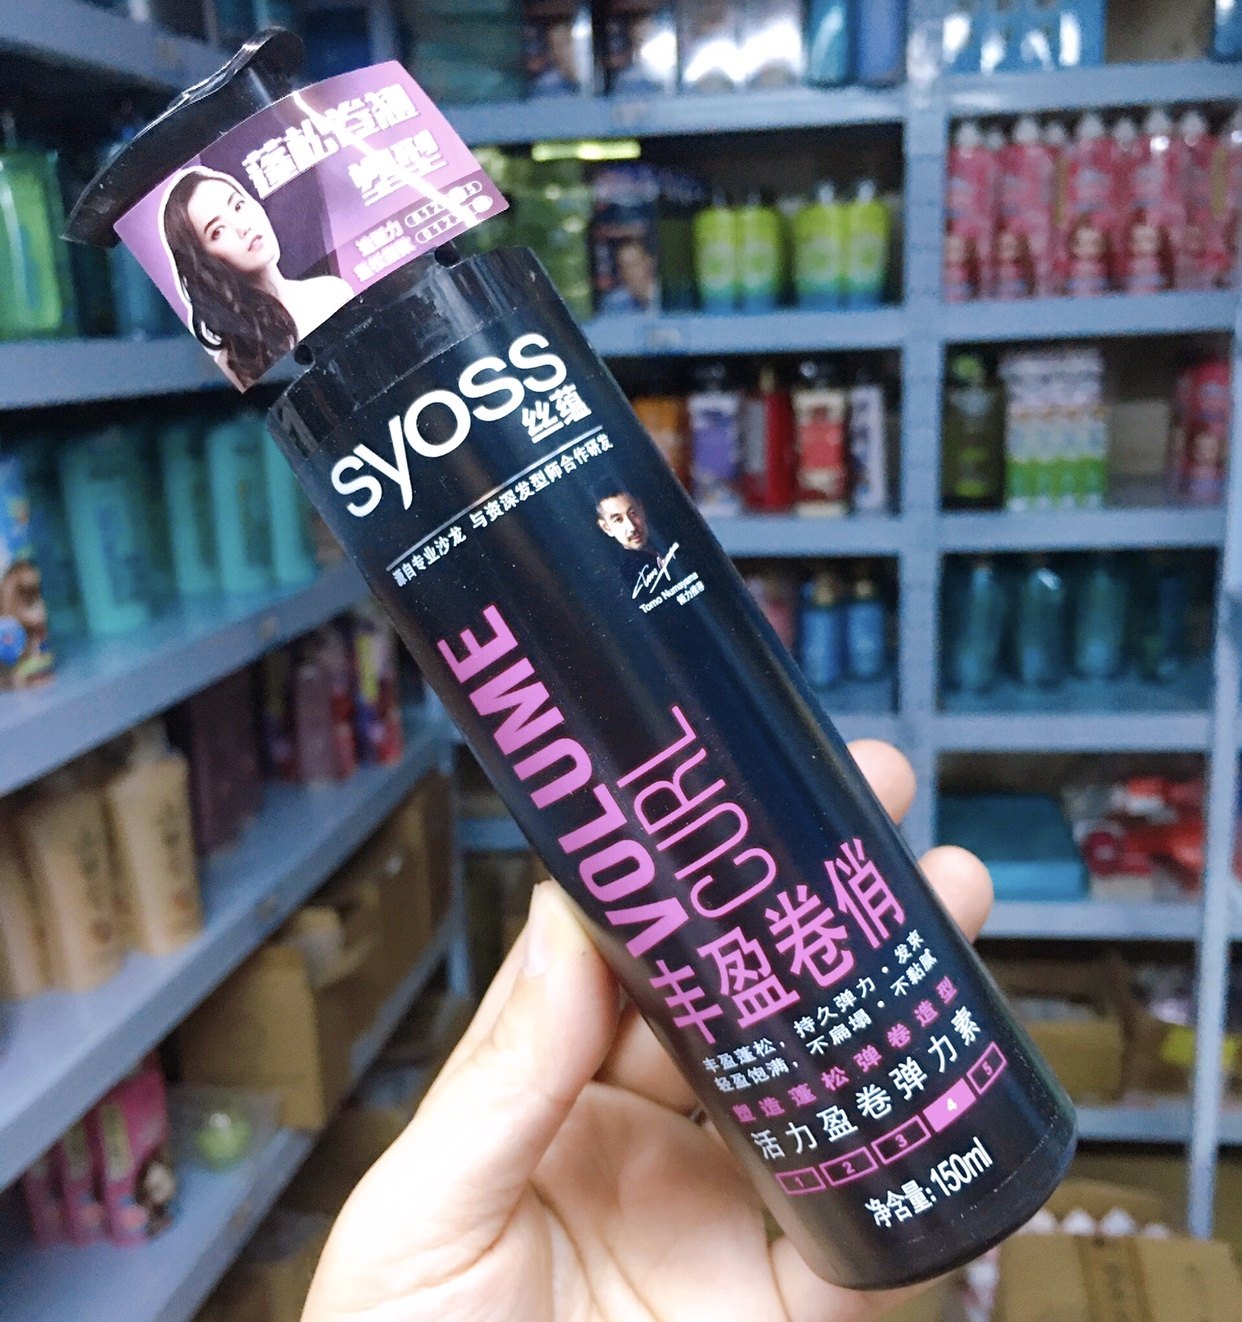 蓬松卷翘
塑型
syoss
丝蕴
源自专业沙龙 与资深发型师合作研发
Tomo Numayama
VOLUME
CURL
丰盈卷俏
丰盈蓬松，持久弹力·发束
轻盈饱满，不扁塌·不黏腻
塑造蓬松弹卷造型
活力盈卷弹力素
1 2 3 4 5
净含量:150ml